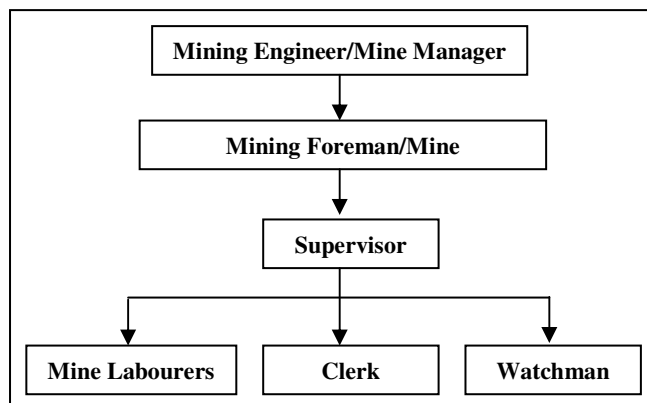 Mining Engineer/Mine Manager
Mining Foreman/Mine
Supervisor
Mine Labourers
Clerk
Watchman